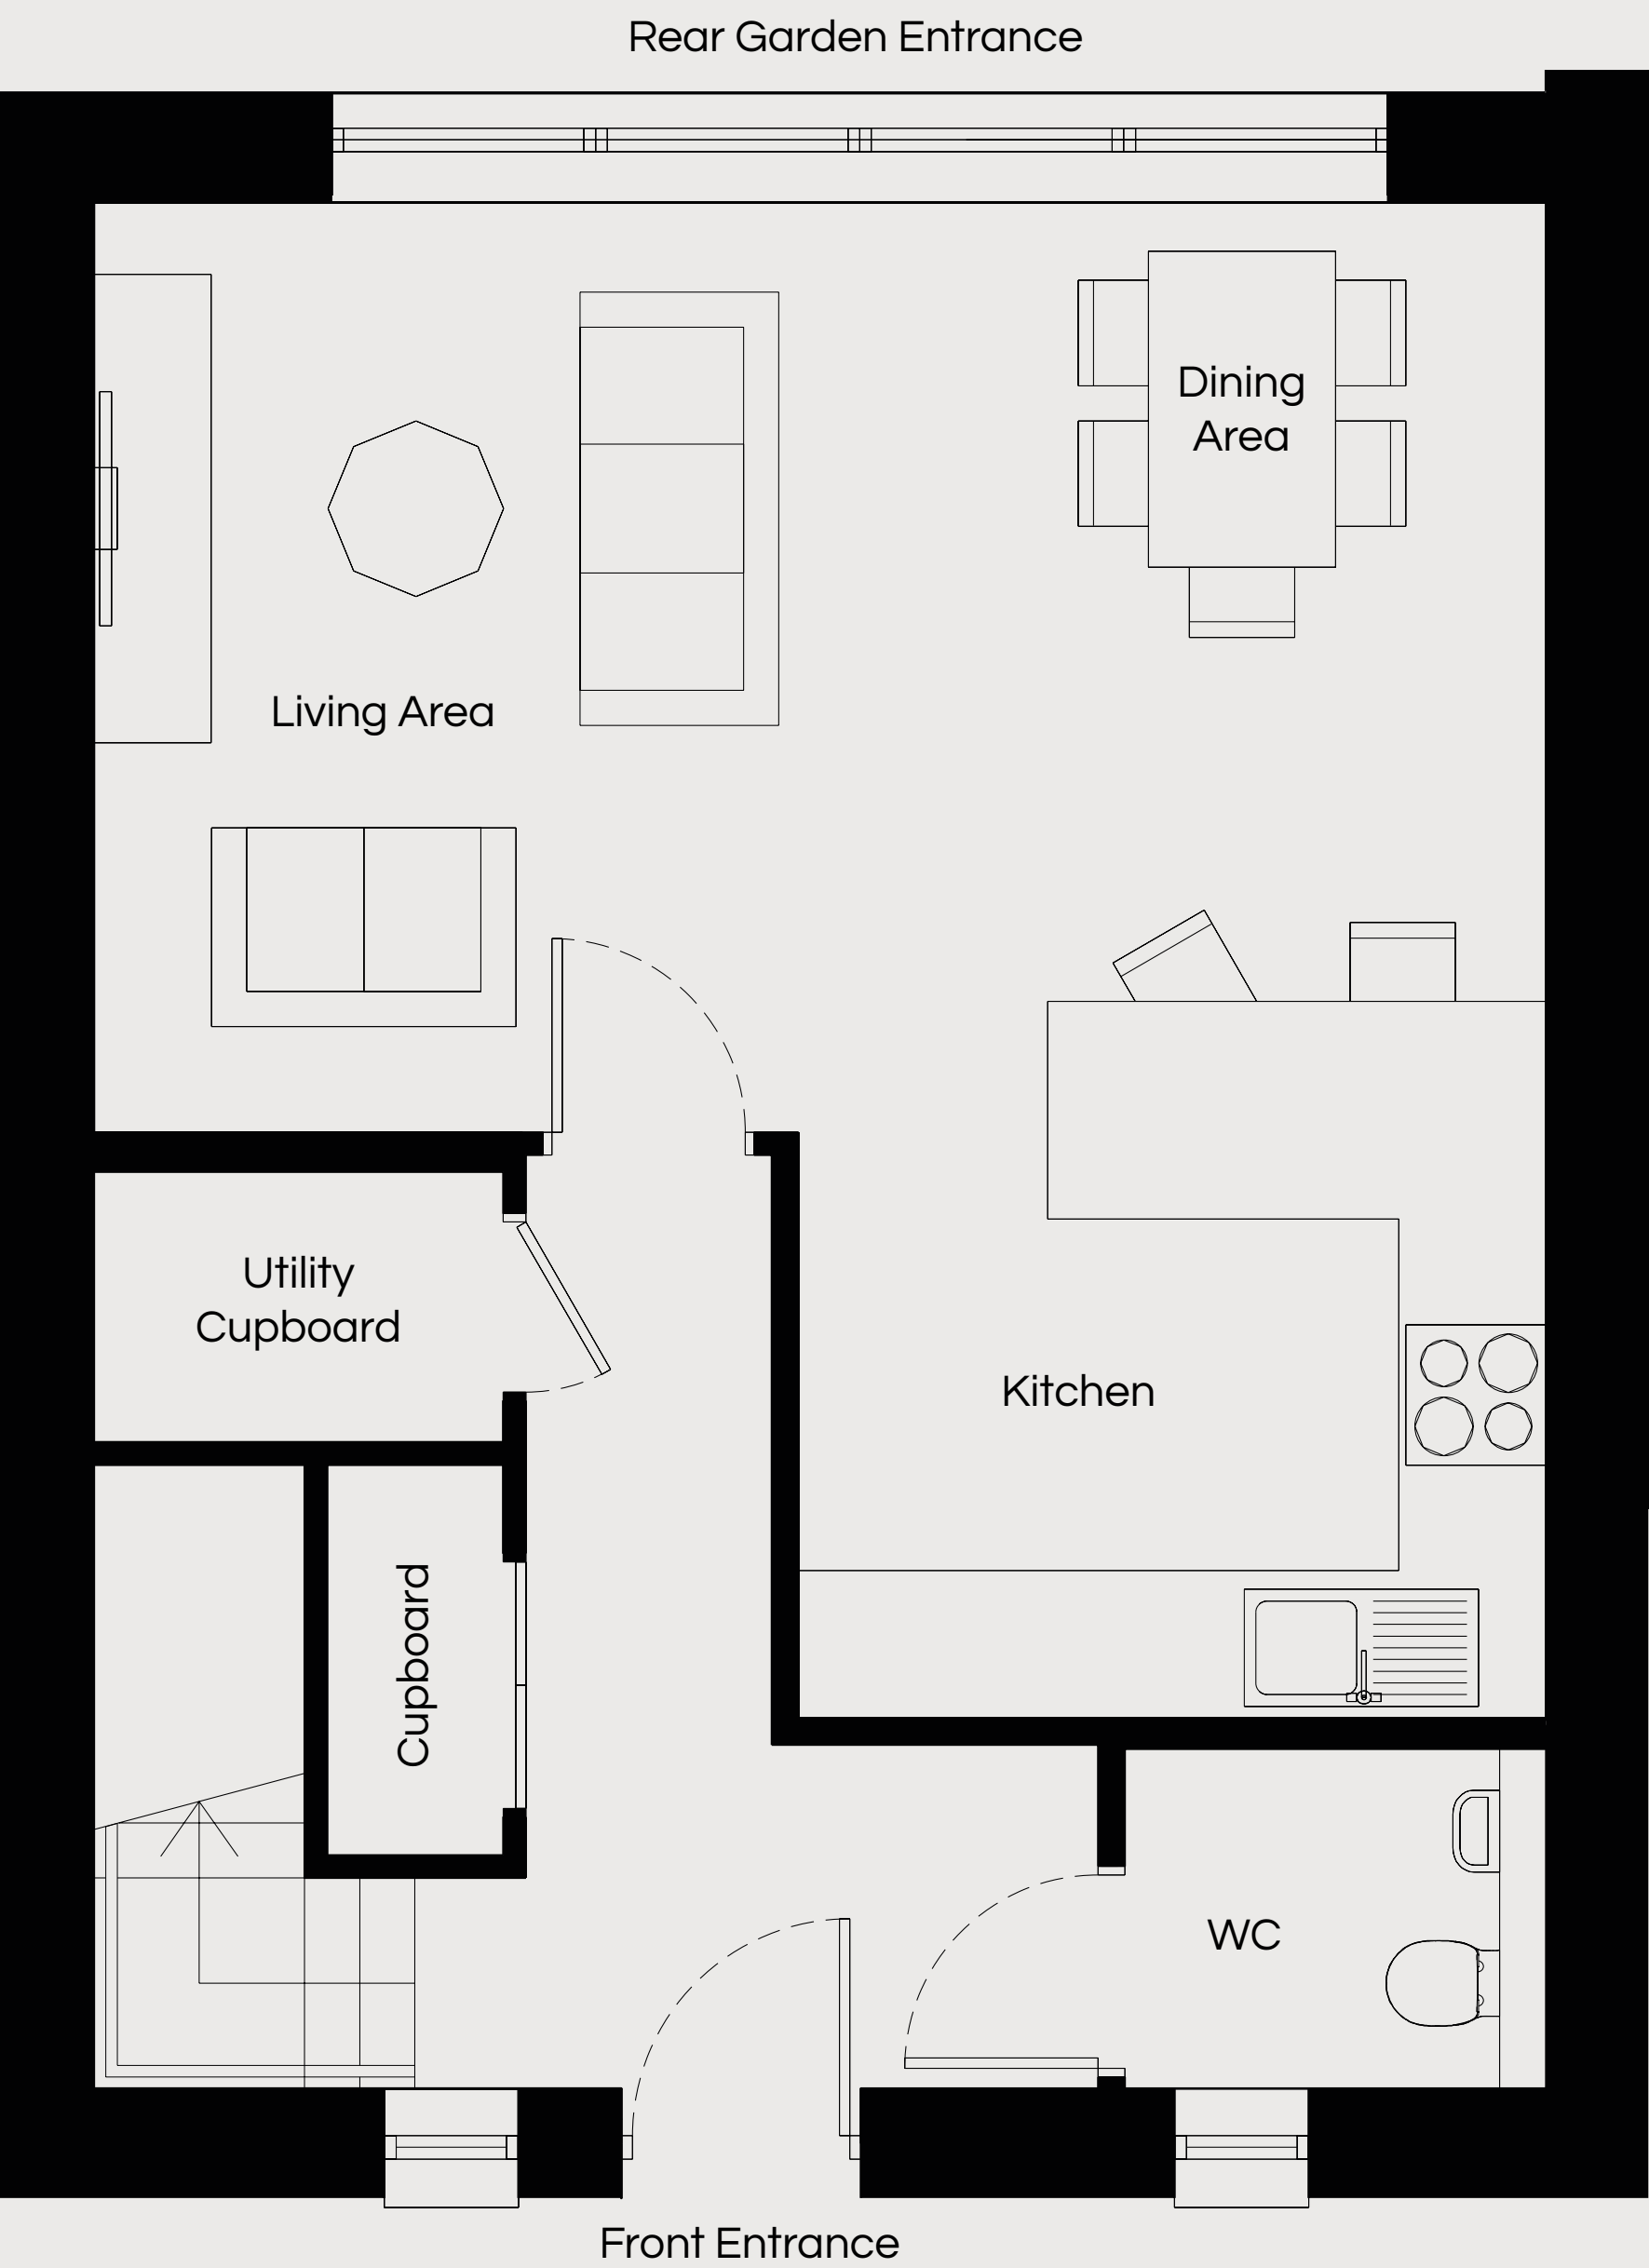 Rear Garden Entrance
Dining
Area
Living Area
Utility
Cupboard
Kitchen
Cupboard
WC
Front Entrance